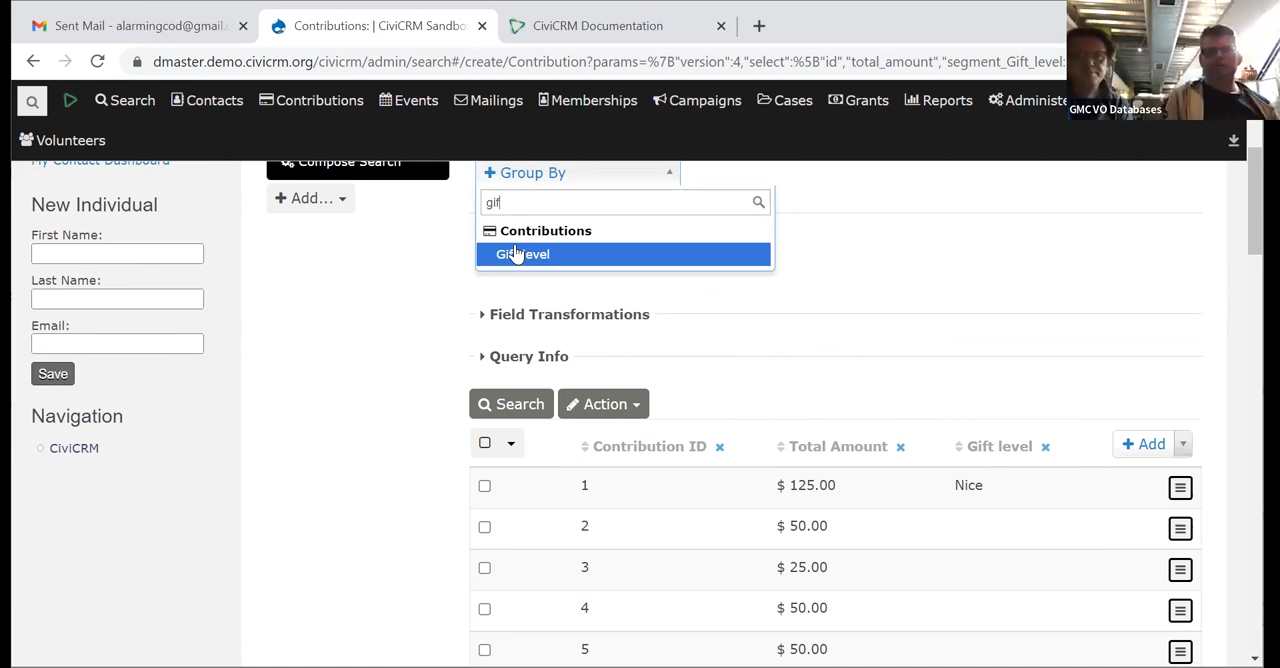 Sent Mail - alarmingcod@gmail.
Contributions: | CiviCRM Sandbo
CiviCRM Documentation
dmaster.demo.civicrm.org/civicrm/admin/search#/create/Contribution?params=%7B"version":4,"select":%5B"id","total_amount","segment_Gift_level:
GMCVO Databases
Search Contacts Contributions Events Mailings Memberships Campaigns Cases Grants Reports Administe
Volunteers
My Contact Dashboard
Compose Search
+ Group By
+ Add...
gif
New Individual
Contributions
First Name:
Gift level
Last Name:
Field Transformations
Email:
Query Info
Save
Search Action
Navigation
Contribution ID Total Amount Gift level + Add
CiviCRM
1 $ 125.00 Nice
2 $ 50.00
3 $ 25.00
4 $ 50.00
5 $ 50.00